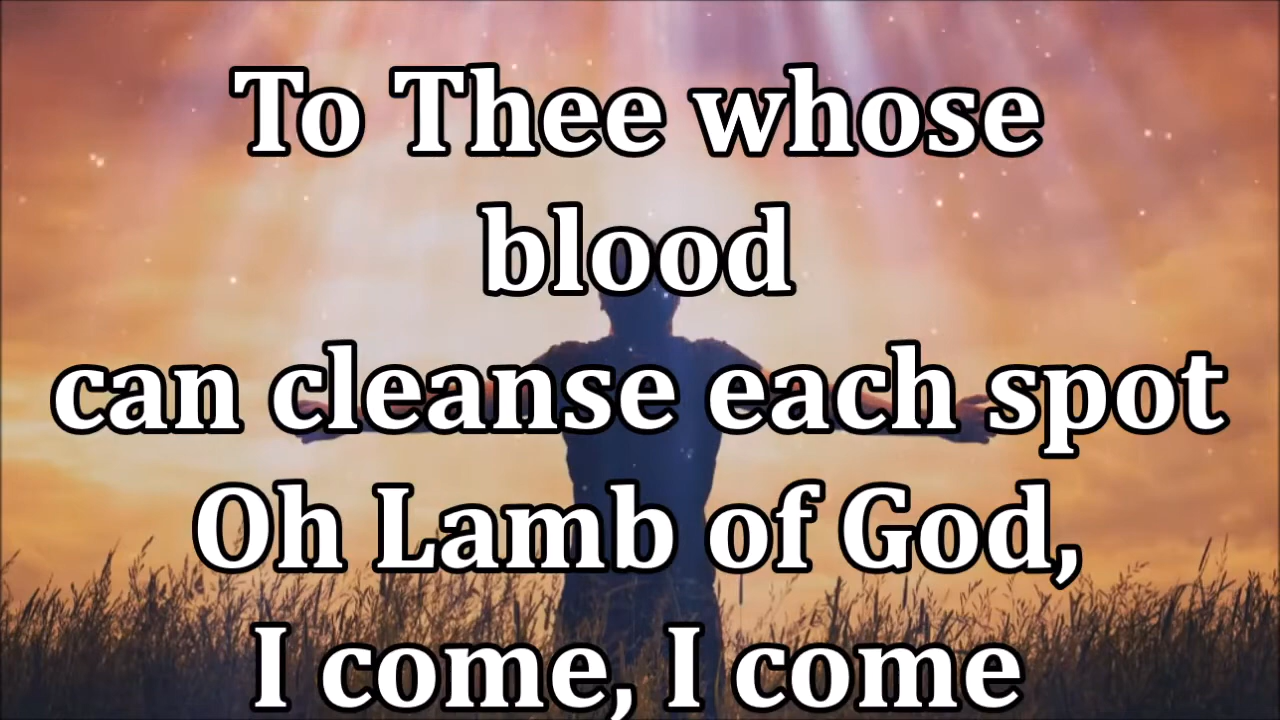 To Thee whose
blood
can cleanse each spot
Oh Lamb of God,
I come, I come